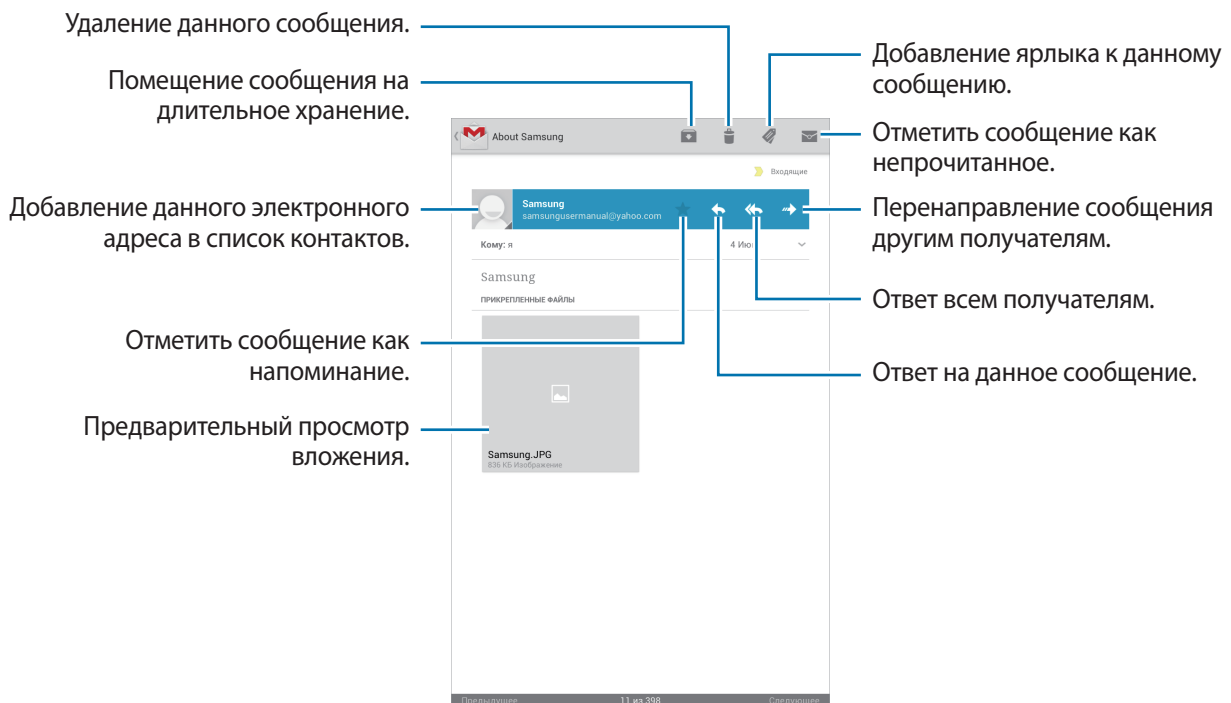 Удаление данного сообщения.
Помещение сообщения на
длительное хранение.
Добавление ярлыка к данному
сообщению.
Отметить сообщение как
непрочитанное.
About Samsung
Входящие
Добавление данного электронного
адреса в список контактов.
Samsung
samsungusermanual@yahoo.com
Перенаправление сообщения
другим получателям.
Кому: я
4 Июн
Samsung
ПРИКРЕПЛЕННЫЕ ФАЙЛЫ
Ответ всем получателям.
Отметить сообщение как
напоминание.
Ответ на данное сообщение.
Предварительный просмотр
вложения.
Samsung.JPG
836 КБ Изображение
Предыдущее 11 из 398 Следующее